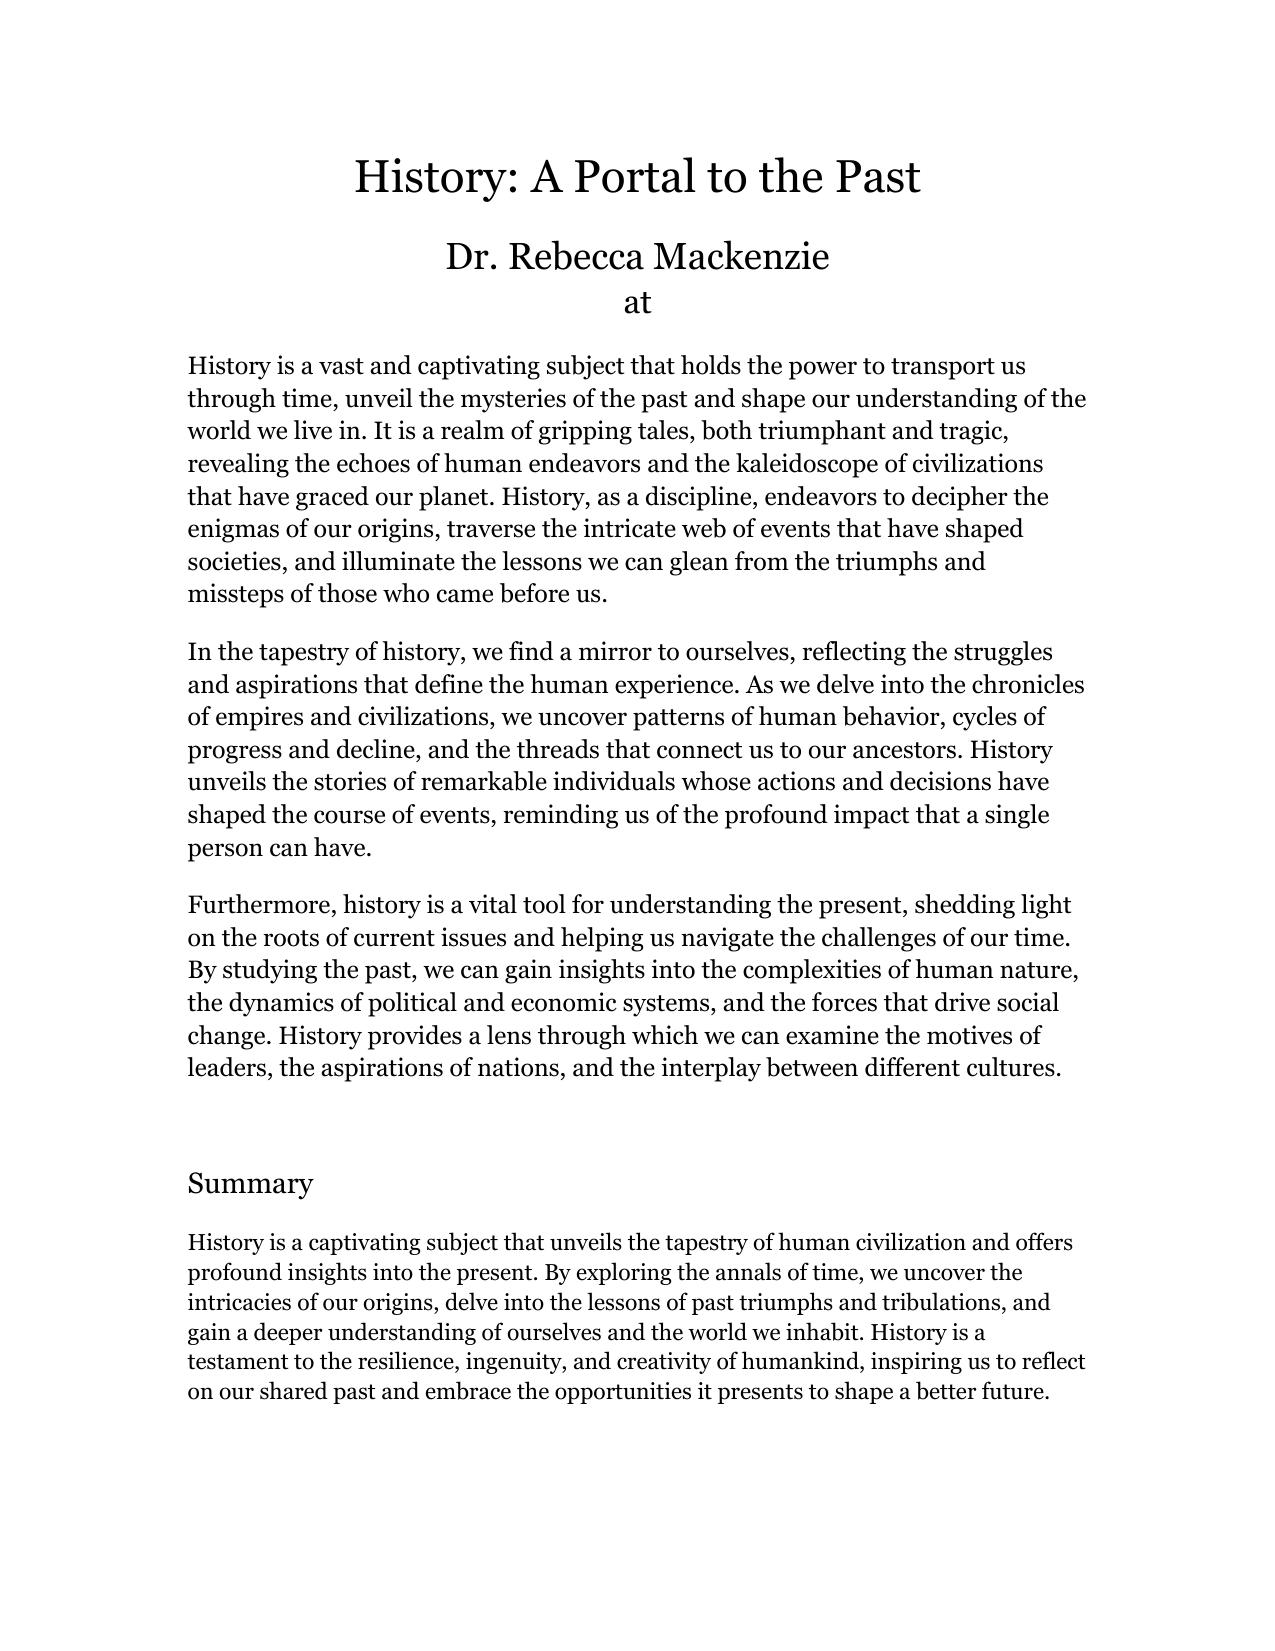 History: A Portal to the Past
Dr. Rebecca Mackenzie
at
History is a vast and captivating subject that holds the power to transport us
through time, unveil the mysteries of the past and shape our understanding of the
world we live in. It is a realm of gripping tales, both triumphant and tragic,
revealing the echoes of human endeavors and the kaleidoscope of civilizations
that have graced our planet. History, as a discipline, endeavors to decipher the
enigmas of our origins, traverse the intricate web of events that have shaped
societies, and illuminate the lessons we can glean from the triumphs and
missteps of those who came before us.
In the tapestry of history, we find a mirror to ourselves, reflecting the struggles
and aspirations that define the human experience. As we delve into the chronicles
of empires and civilizations, we uncover patterns of human behavior, cycles of
progress and decline, and the threads that connect us to our ancestors. History
unveils the stories of remarkable individuals whose actions and decisions have
shaped the course of events, reminding us of the profound impact that a single
person can have.
Furthermore, history is a vital tool for understanding the present, shedding light
on the roots of current issues and helping us navigate the challenges of our time.
By studying the past, we can gain insights into the complexities of human nature,
the dynamics of political and economic systems, and the forces that drive social
change. History provides a lens through which we can examine the motives of
leaders, the aspirations of nations, and the interplay between different cultures.
Summary
History is a captivating subject that unveils the tapestry of human civilization and offers
profound insights into the present. By exploring the annals of time, we uncover the
intricacies of our origins, delve into the lessons of past triumphs and tribulations, and
gain a deeper understanding of ourselves and the world we inhabit. History is a
testament to the resilience, ingenuity, and creativity of humankind, inspiring us to reflect
on our shared past and embrace the opportunities it presents to shape a better future.